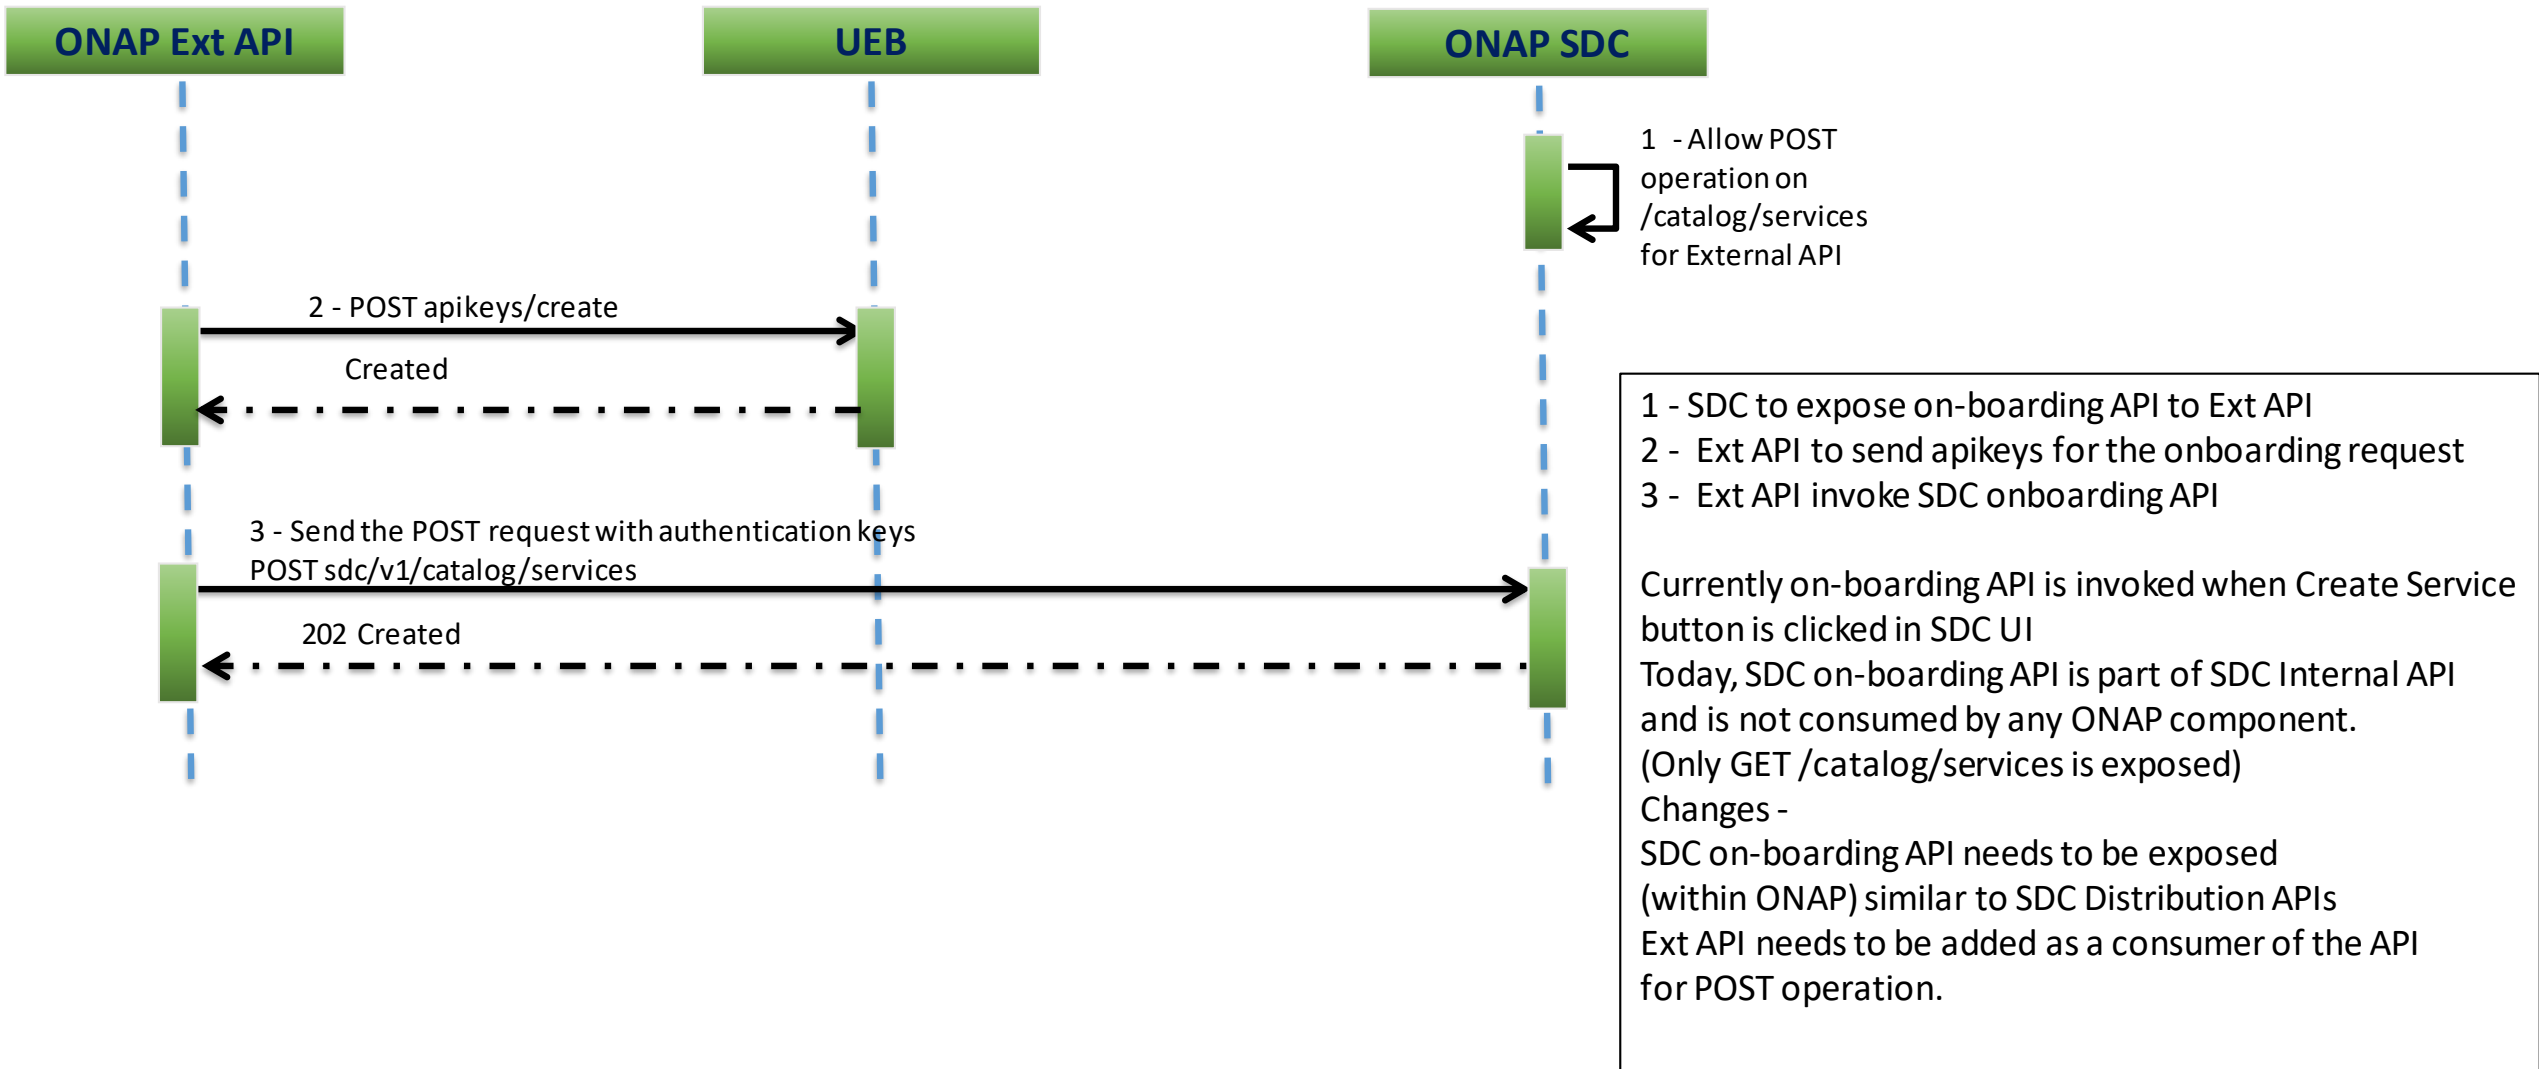 ONAP Ext API
UEB
ONAP SDC
1 - Allow POST
operation on
/catalog/services
for External API
2 - POST apikeys/create
Created
3 - Send the POST request with authentication keys
POST sdc/v1/catalog/services
202 Created
1 - SDC to expose on-boarding API to Ext API
2 - Ext API to send apikeys for the onboarding request
3 - Ext API invoke SDC onboarding API
Currently on-boarding API is invoked when Create Service
button is clicked in SDC UI
Today, SDC on-boarding API is part of SDC Internal API
and is not consumed by any ONAP component.
(Only GET /catalog/services is exposed)
Changes -
SDC on-boarding API needs to be exposed
(within ONAP) similar to SDC Distribution APIs
Ext API needs to be added as a consumer of the API
for POST operation.